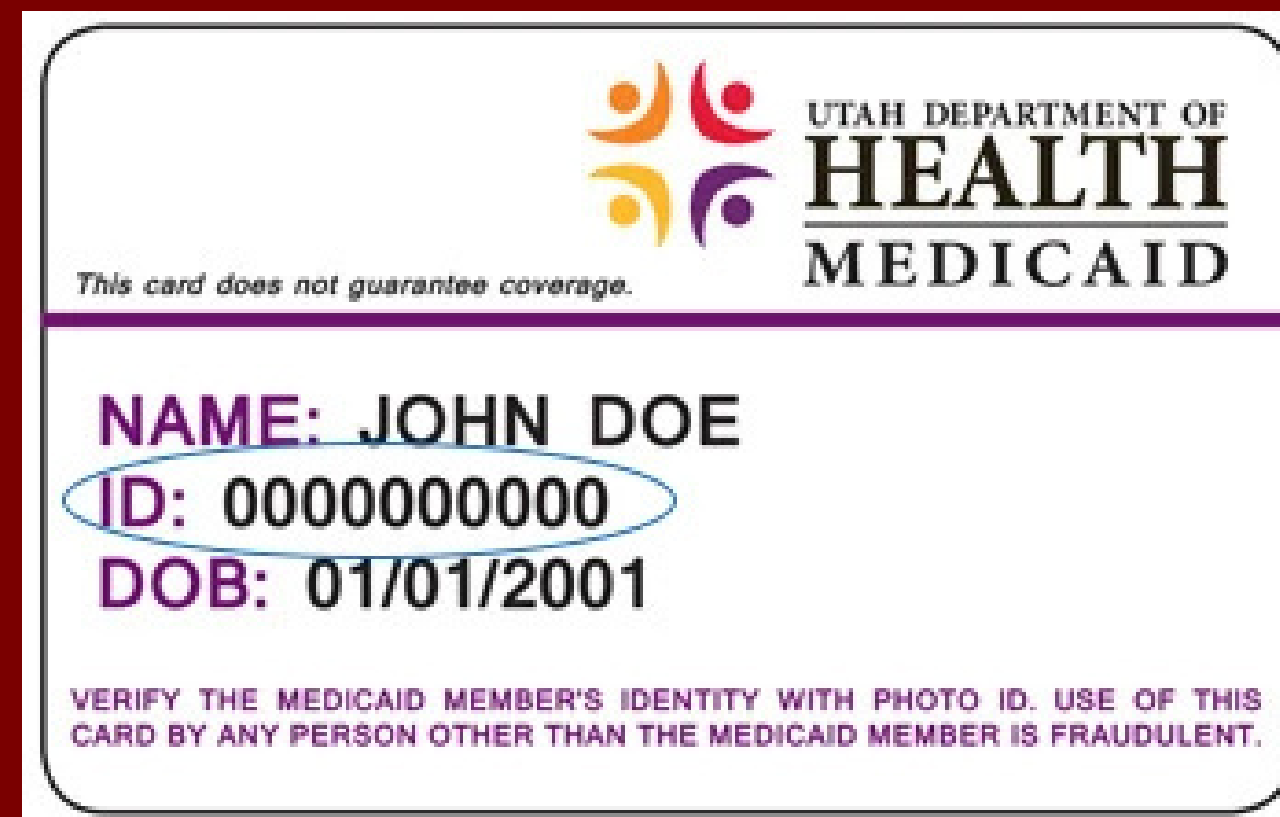 UTAH DEPARTMENT OF
HEALTH
MEDICAID
This card does not guarantee coverage.
NAME: JOHN DOE
ID: 0000000000
DOB: 01/01/2001
VERIFY THE MEDICAID MEMBER'S IDENTITY WITH PHOTO ID. USE OF THIS
CARD BY ANY PERSON OTHER THAN THE MEDICAID MEMBER IS FRAUDULENT.